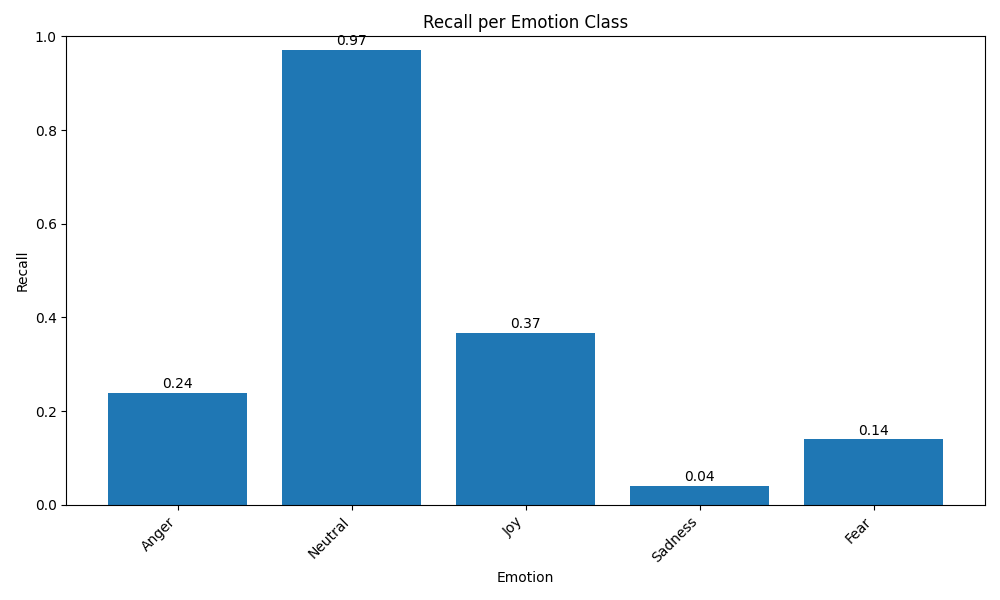 Recall per Emotion Class
1.0
0.8
0.6
0.4
0.2
0.0
Recall
0.24
0.97
0.37
0.04
0.14
Anger
Neutral
Joy
Sadness
Fear
Emotion